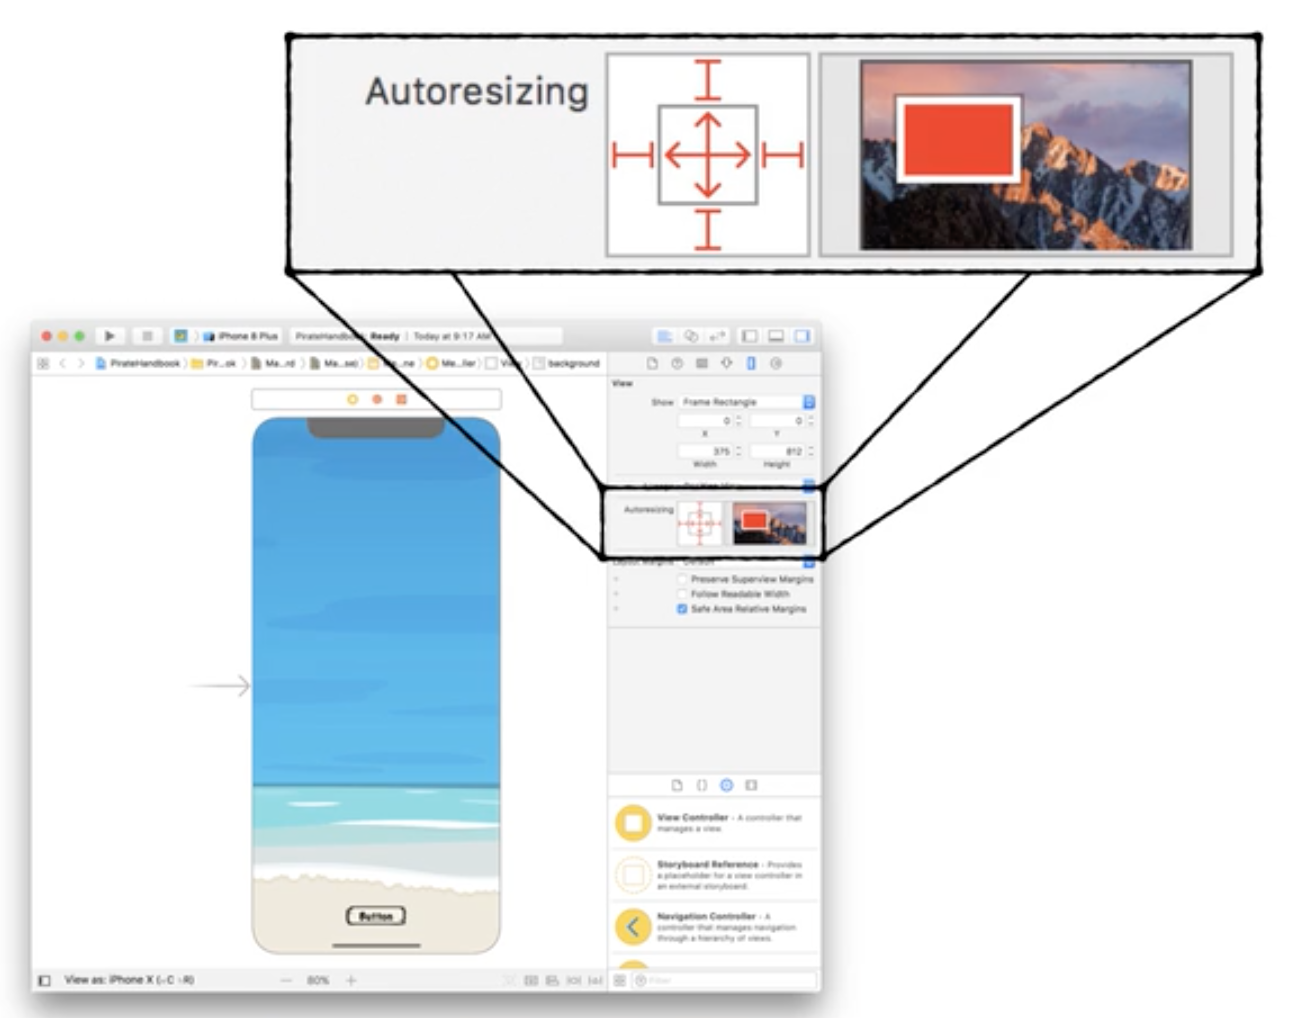 Autoresizing
iPhone 8 Plus
PirateHandbook: Ready | Today at 9:17 AM
PirateHandbook
Pir...ok
Ma...rd
Ma...se)
Me...ller
background
View
Show Frame Rectangle
0 0
X Y
375 812
Width Height
Autoresizing
Layout Margins Default
Preserve Superview Margins
Follow Readable Width
Safe Area Relative Margins
View Controller - A controller that
manages a view.
Storyboard Reference - Provides
a placeholder for a view controller in
an external storyboard.
Navigation Controller - A
controller that manages navigation
through a hierarchy of views.
Button
View as: iPhone X (wC hR)
80%
Filter